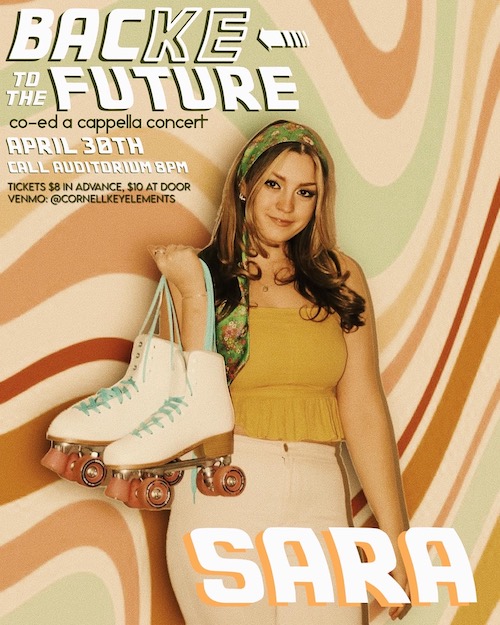 BACKE
TO THE FUTURE
co-ed a cappella concert
APRIL 30TH
CALL AUDITORIUM 8PM
TICKETS $8 IN ADVANCE, $10 AT DOOR
VENMO: @CORNELLKEYELEMENTS
SARA